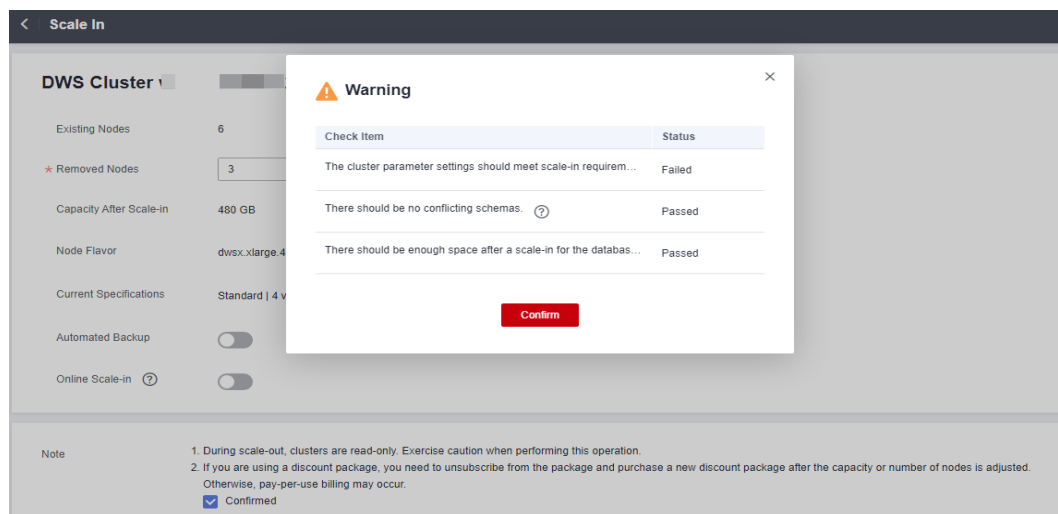 Scale In
DWS Cluster
Existing Nodes 6
* Removed Nodes 3
Capacity After Scale-in 480 GB
Node Flavor dwsx.xlarge.4
Current Specifications Standard | 4 v
Automated Backup
Online Scale-in ?
Warning
Check Item Status
The cluster parameter settings should meet scale-in requirem... Failed
There should be no conflicting schemas. ? Passed
There should be enough space after a scale-in for the databas... Passed
Confirm
Note
1. During scale-out, clusters are read-only. Exercise caution when performing this operation.
2. If you are using a discount package, you need to unsubscribe from the package and purchase a new discount package after the capacity or number of nodes is adjusted.
Otherwise, pay-per-use billing may occur.
Confirmed